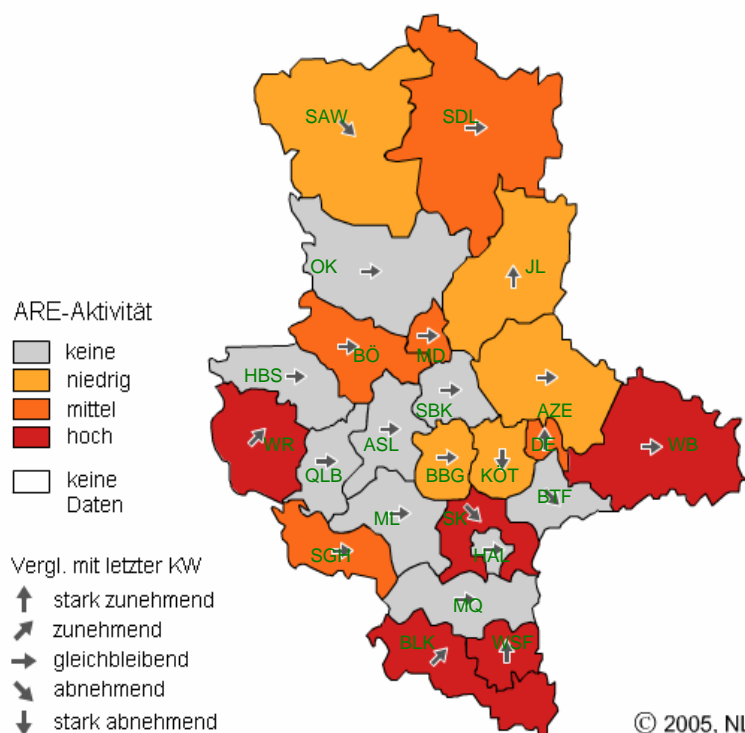 SAW
SDL
OK
JL
ARE-Aktivität
keine
niedrig
mittel
hoch
keine
Daten
BÖ
MD
HBS
SBK
AZE
WR
ASL
DE
WB
QLB
BBG
KÖT
BTF
ML
SK
SGH
HAL
MQ
BLK
WSF
Vergl. mit letzter KW
stark zunehmend
zunehmend
gleichbleibend
abnehmend
stark abnehmend
© 2005, NL